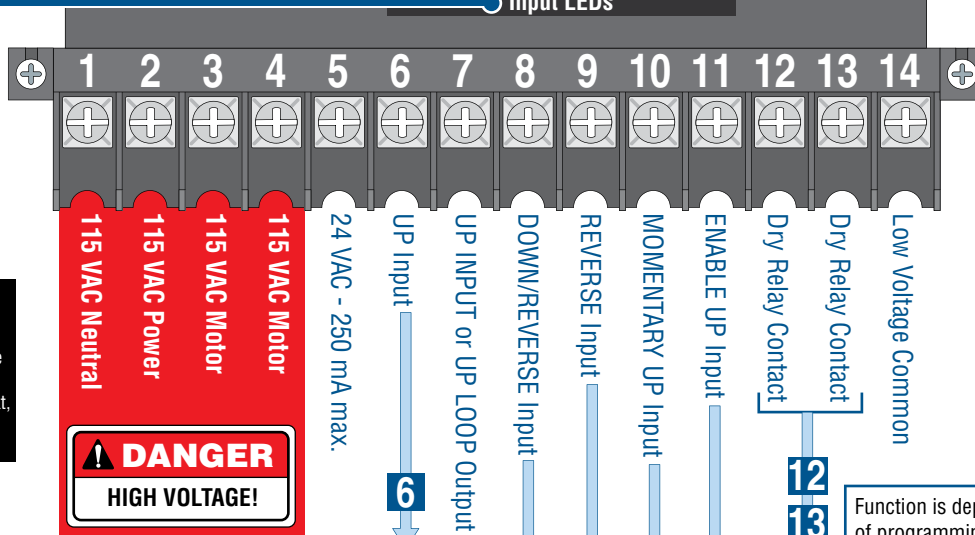 Input LEDs
1 2 3 4 5 6 7 8 9 10 11 12 13 14
115 VAC Neutral
115 VAC Power
115 VAC Motor
115 VAC Motor
24 VAC - 250 mA max.
UP Input
UP INPUT or UP LOOP Output
DOWN/REVERSE Input
REVERSE Input
MOMENTARY UP Input
ENABLE UP Input
Dry Relay Contact
Dry Relay Contact
Low Voltage Common
DANGER
HIGH VOLTAGE!
6
12
13
Function is dep
of programmin